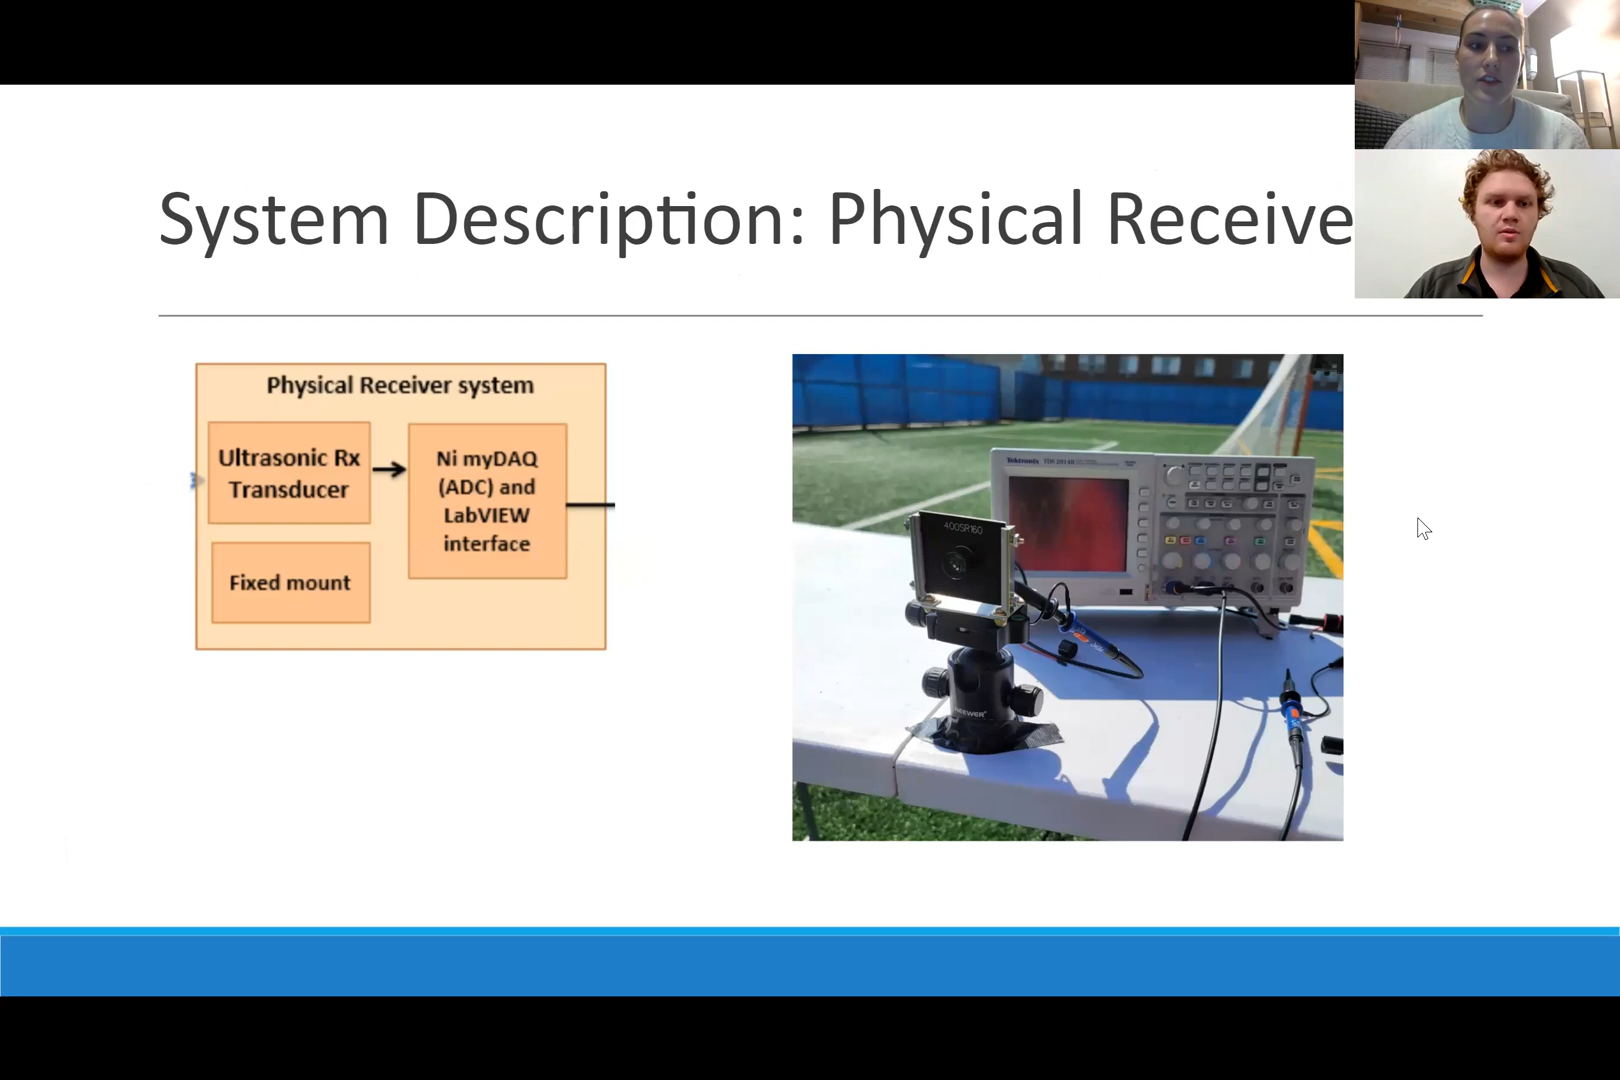 System Description: Physical Receive
Physical Receiver system
Ultrasonic Rx
Transducer
Ni myDAQ
(ADC) and
LabVIEW
interface
Fixed mount
Tektronix
400SR160
NEEWER